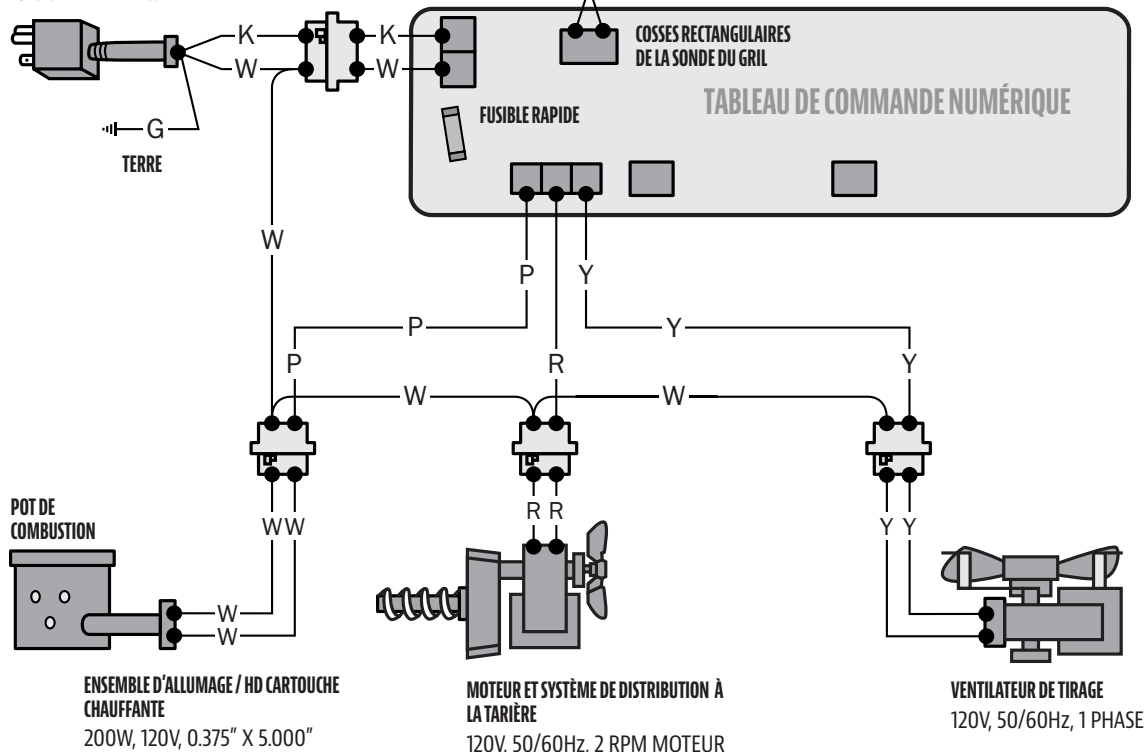 COSSES RECTANGULAIRES
DE LA SONDE DU GRIL
K
K
W
W
TABLEAU DE COMMANDE NUMÉRIQUE
FUSIBLE RAPIDE
G
TERRE
W
P
Y
P
Y
P
R
Y
W
W
POT DE
COMBUSTION
W W
R R
Y Y
W
W
ENSEMBLE D'ALLUMAGE / HD CARTOUCHE
CHAUFFANTE
200W, 120V, 0.375" X 5.000"
MOTEUR ET SYSTÈME DE DISTRIBUTION À
LA TARIÈRE
120V, 50/60Hz, 2 RPM MOTEUR
VENTILATEUR DE TIRAGE
120V, 50/60Hz, 1 PHASE